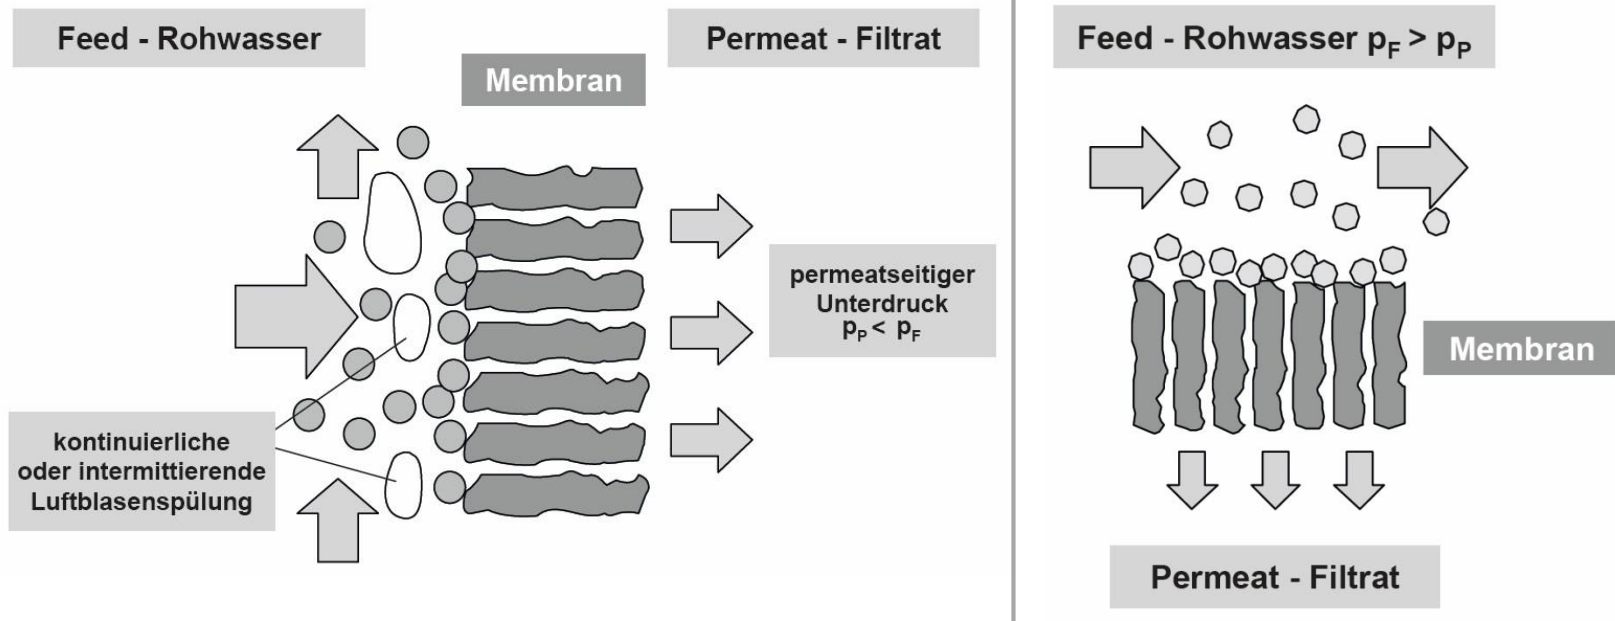 Feed - Rohwasser
Permeat - Filtrat
Membran
permeatseitiger
Unterdruck
pP < pF
kontinuierliche
oder intermittierende
Luftblasenspülung
Feed - Rohwasser pF > pP
Membran
Permeat - Filtrat